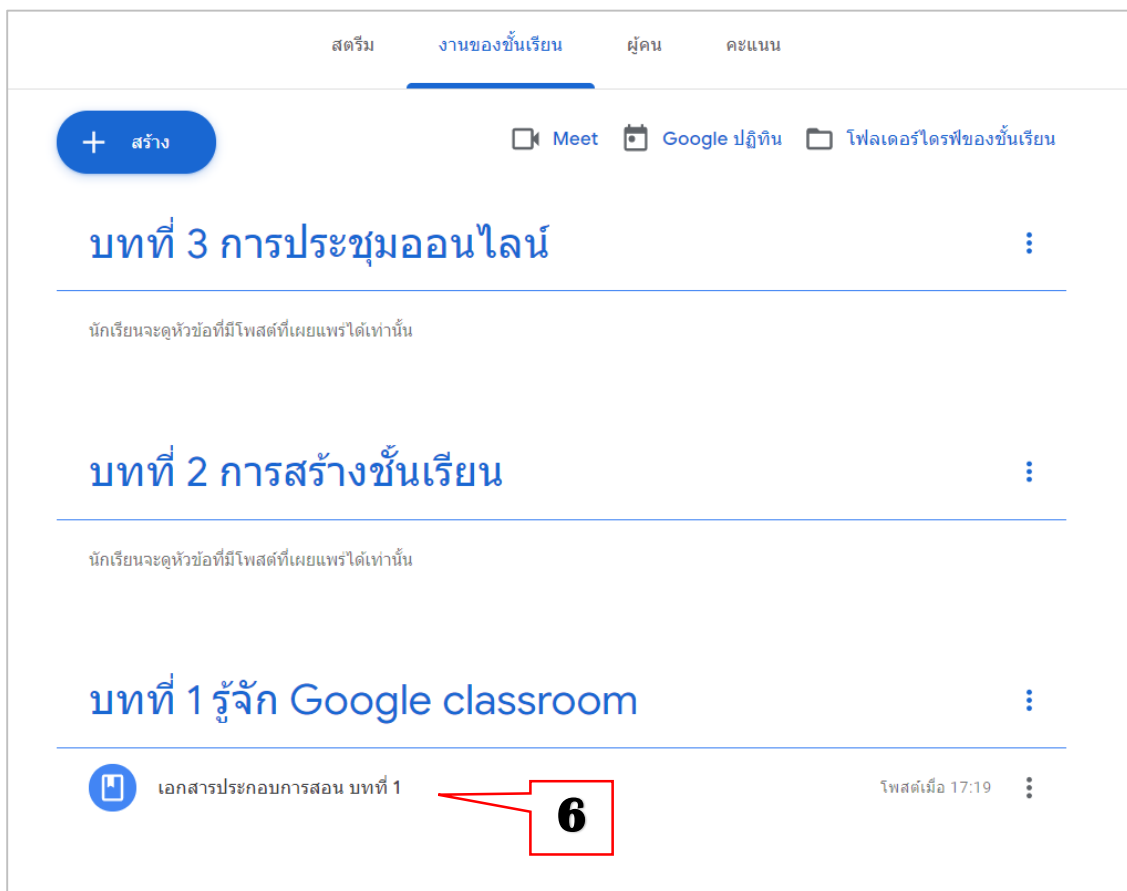 สตรีม งานของชั้นเรียน ผู้คน คะแนน
+ สร้าง Meet Google ปฏิทิน โฟลเดอร์ไดรฟ์ของชั้นเรียน
บทที่ 3 การประชุมออนไลน์
นักเรียนจะดูหัวข้อที่มีโพสต์ที่เผยแพร่ได้เท่านั้น
บทที่ 2 การสร้างชั้นเรียน
นักเรียนจะดูหัวข้อที่มีโพสต์ที่เผยแพร่ได้เท่านั้น
บทที่ 1 รู้จัก Google classroom
เอกสารประกอบการสอน บทที่ 1 โพสต์เมื่อ 17:19
6